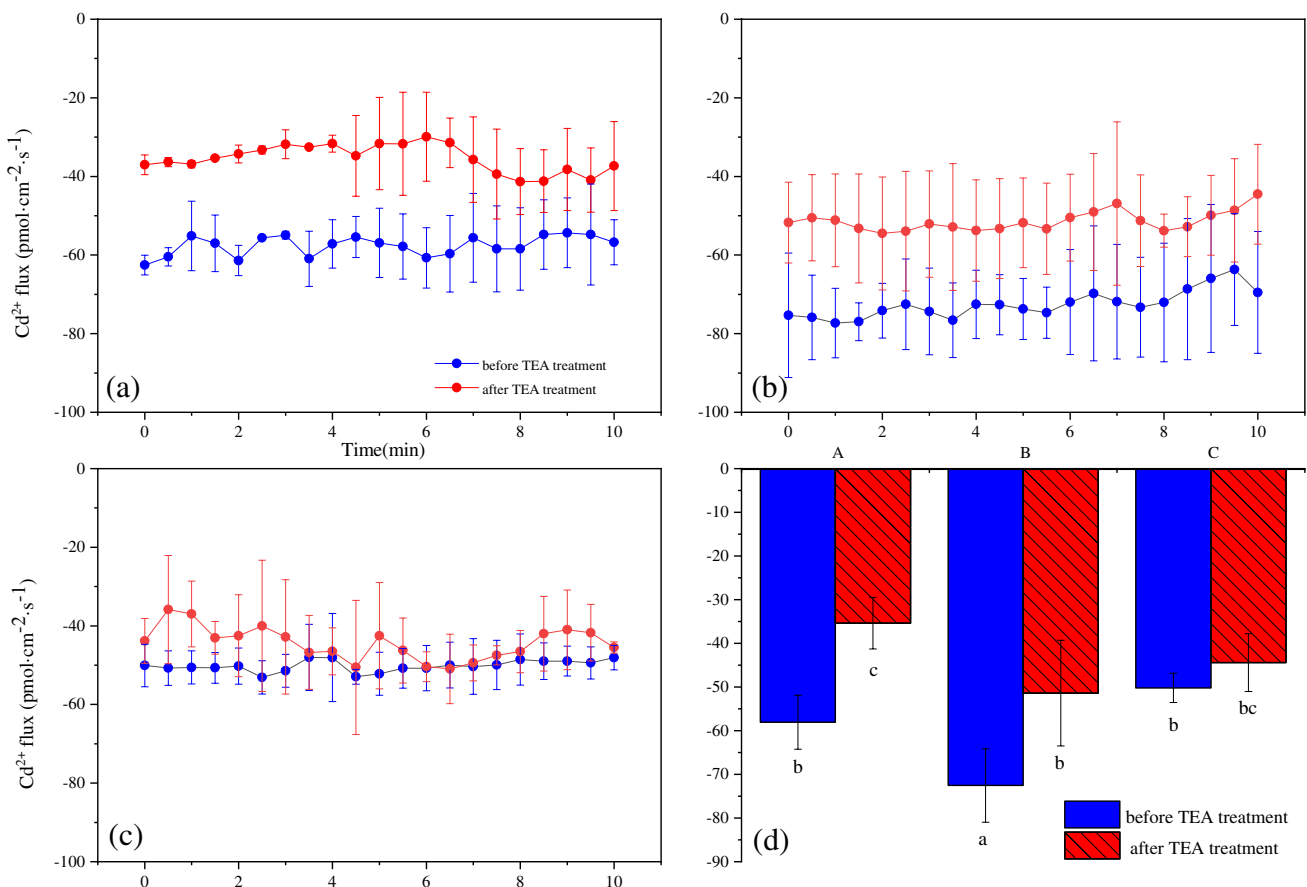 0
-20
-40
-60
-80
-100
Cd²⁺ flux (pmol·cm⁻²·s⁻¹)
before TEA treatment
after TEA treatment
(a)
0 2 4 6 8 10
Time(min)
0
-20
-40
-60
-80
-100
(b)
0 2 4 6 8 10
0
-20
-40
-60
-80
-100
Cd²⁺ flux (pmol·cm⁻²·s⁻¹)
(c)
0 2 4 6 8 10
A B C
0
-10
-20
-30
-40
-50
-60
-70
-80
-90
b c a b b bc
before TEA treatment
after TEA treatment
(d)